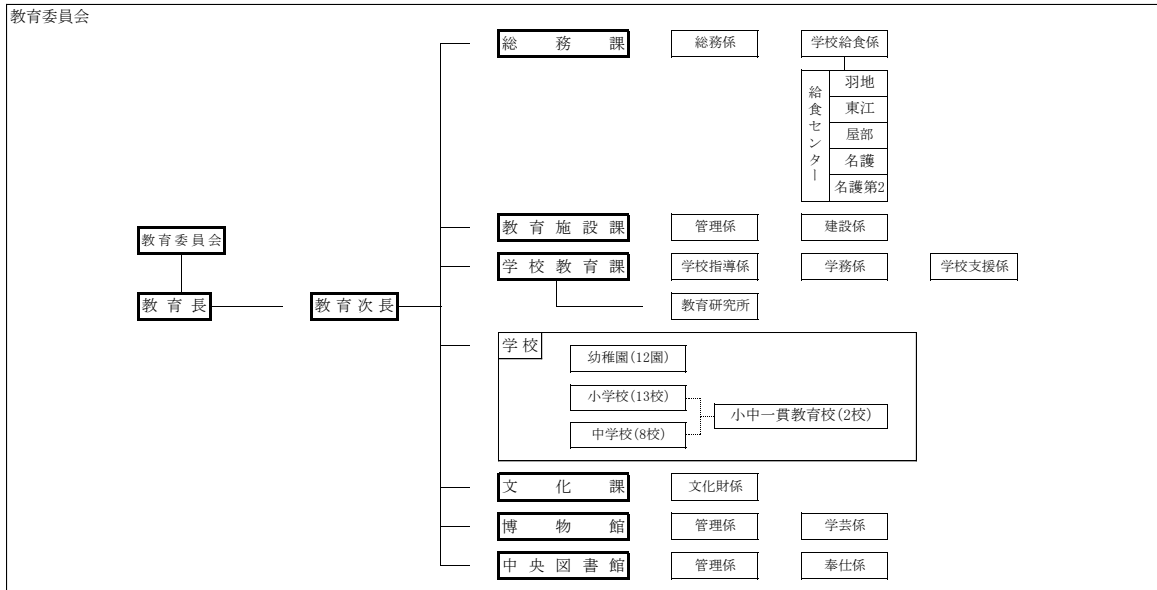 教育委員会
総務課 総務係 学校給食係
給食センター
羽地
東江
屋部
名護
名護第2
教育施設課 管理係 建設係
教育委員会
学校教育課 学校指導係 学務係 学校支援係
教育長 教育次長 教育研究所
学校
幼稚園(12園)
小学校(13校)
小中一貫教育校(2校)
中学校(8校)
文化課 文化財係
博物館 管理係 学芸係
中央図書館 管理係 奉仕係